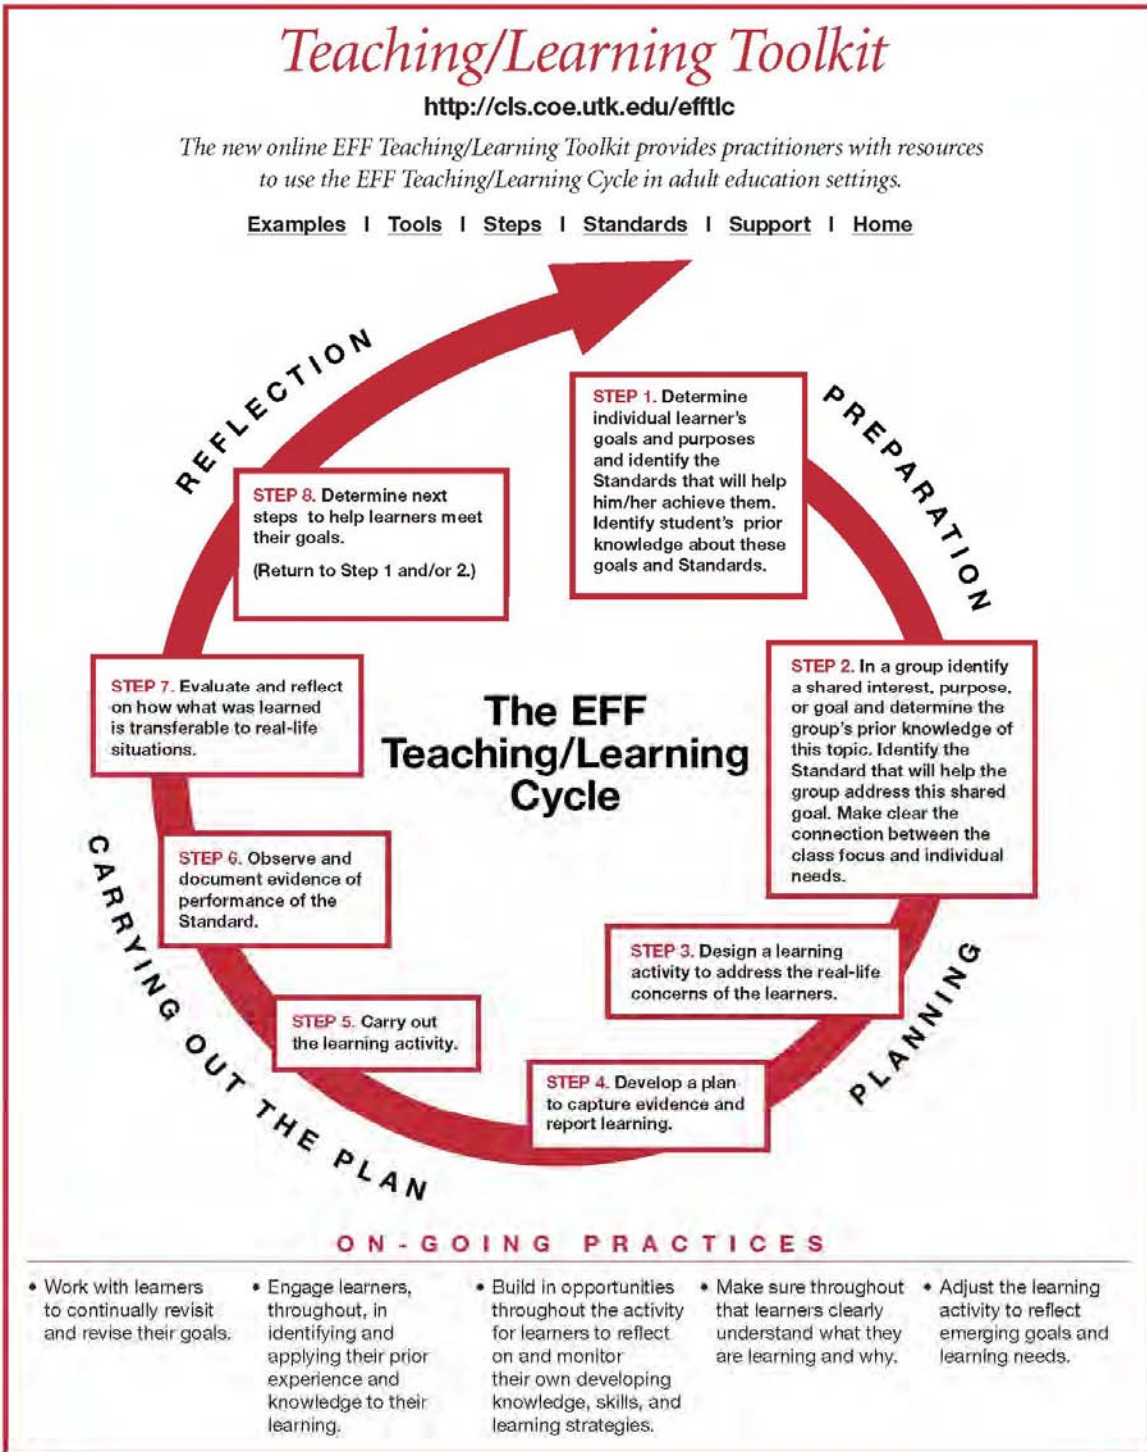 Teaching/Learning Toolkit
http://cls.coe.utk.edu/efftlc
The new online EFF Teaching/Learning Toolkit provides practitioners with resources
to use the EFF Teaching/Learning Cycle in adult education settings.
Examples | Tools | Steps | Standards | Support | Home
REFLECTION
PREPARATION
STEP 1. Determine
individual learner's
goals and purposes
and identify the
Standards that will help
him/her achieve them.
Identify student's prior
knowledge about these
goals and Standards.
STEP 2. In a group identify
a shared interest, purpose,
or goal and determine the
group's prior knowledge of
this topic. Identify the
Standard that will help the
group address this shared
goal. Make clear the
connection between the
class focus and individual
needs.
PLANNING
STEP 3. Design a learning
activity to address the real-life
concerns of the learners.
STEP 4. Develop a plan
to capture evidence and
report learning.
CARRYING OUT THE PLAN
STEP 5. Carry out
the learning activity.
STEP 6. Observe and
document evidence of
performance of the
Standard.
STEP 7. Evaluate and reflect
on how what was learned
is transferable to real-life
situations.
STEP 8. Determine next
steps to help learners meet
their goals.
(Return to Step 1 and/or 2.)
The EFF
Teaching/Learning
Cycle
ON-GOING PRACTICES
• Work with learners
to continually revisit
and revise their goals.
• Engage learners,
throughout, in
identifying and
applying their prior
experience and
knowledge to their
learning.
• Build in opportunities
throughout the activity
for learners to reflect
on and monitor
their own developing
knowledge, skills, and
learning strategies.
• Make sure throughout
that learners clearly
understand what they
are learning and why.
• Adjust the learning
activity to reflect
emerging goals and
learning needs.